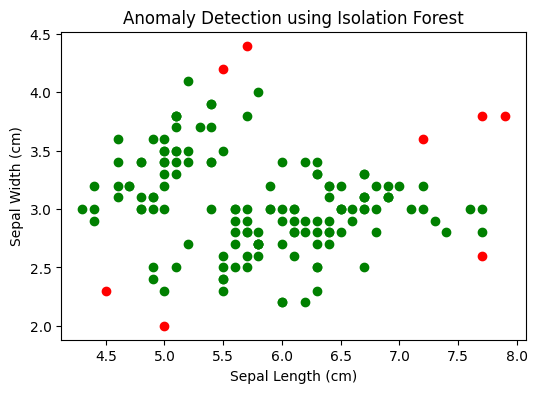 Anomaly Detection using Isolation Forest
4.5
4.0
3.5
3.0
2.5
2.0
Sepal Width (cm)
4.5 5.0 5.5 6.0 6.5 7.0 7.5 8.0
Sepal Length (cm)